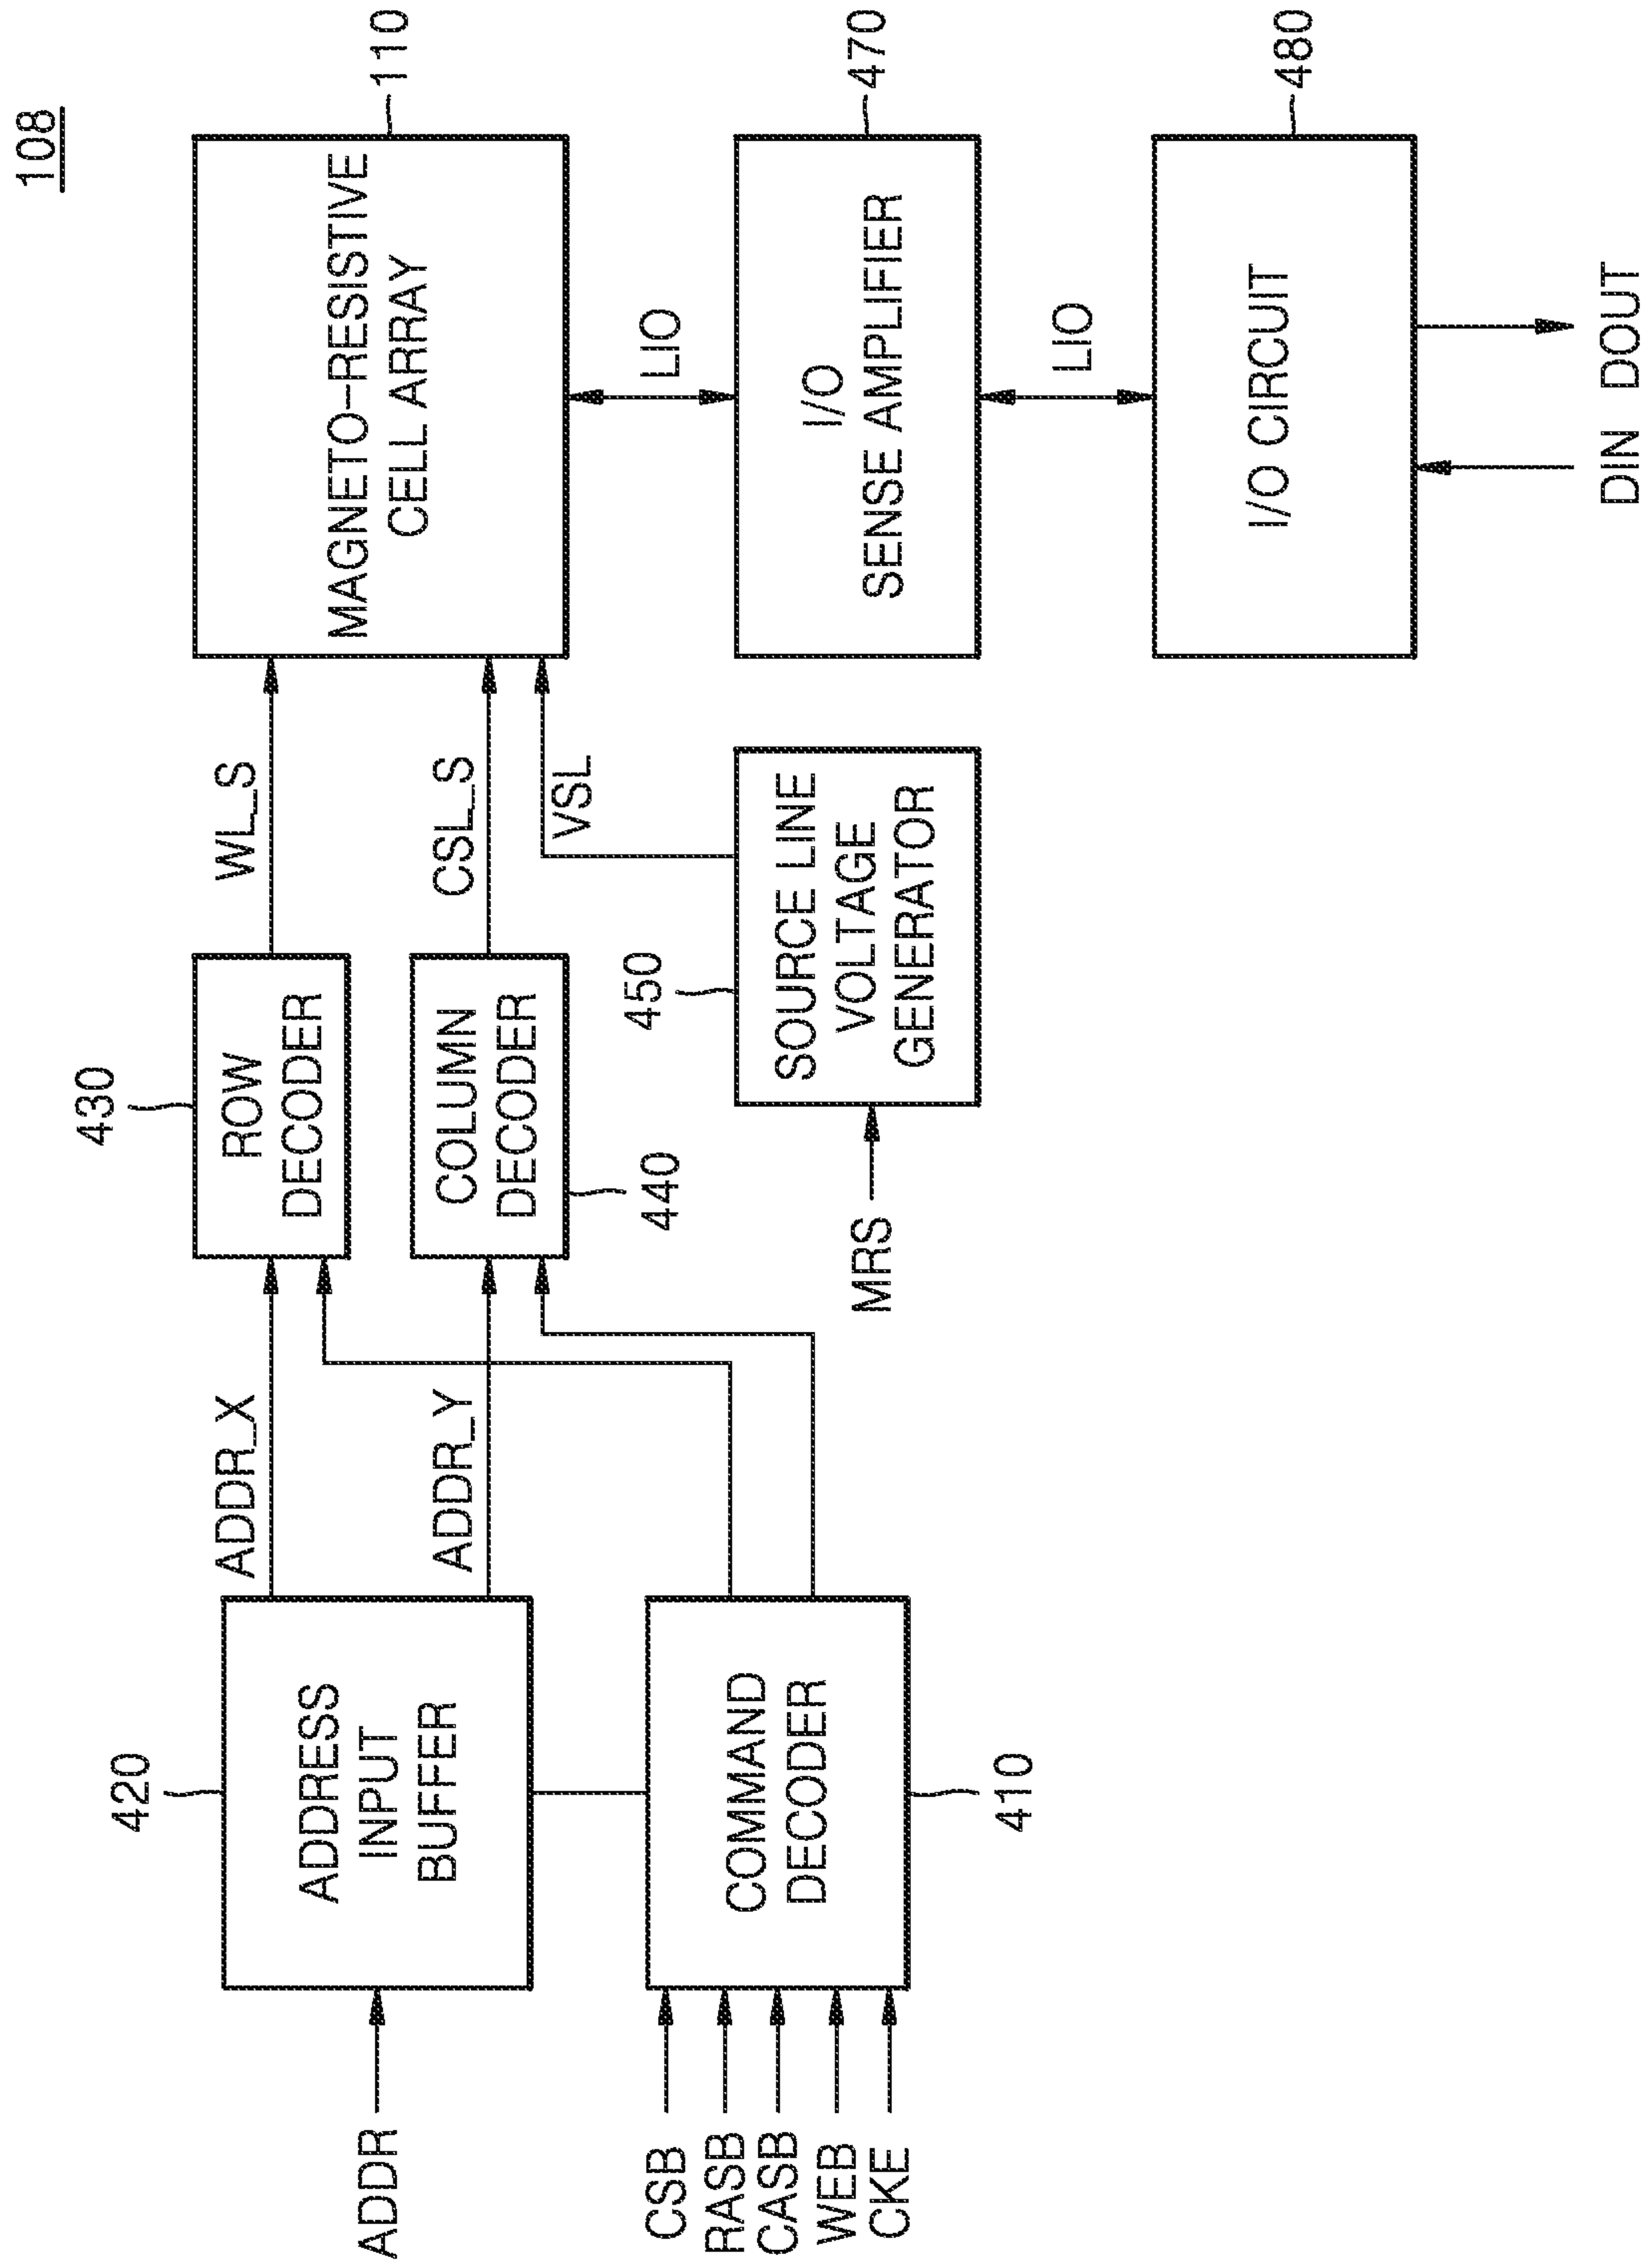 108
ADDR
CSB
RASB
CASB
WEB
CKE
420
ADDRESS
INPUT
BUFFER
COMMAND
DECODER
410
ADDR_X
ADDR_Y
430
ROW
DECODER
COLUMN
DECODER
440
MRS
450
SOURCE LINE
VOLTAGE
GENERATOR
WL_S
CSL_S
VSL
MAGNETO-RESISTIVE
CELL ARRAY
110
LIO
I/O
SENSE AMPLIFIER
470
LIO
I/O CIRCUIT
480
DIN DOUT